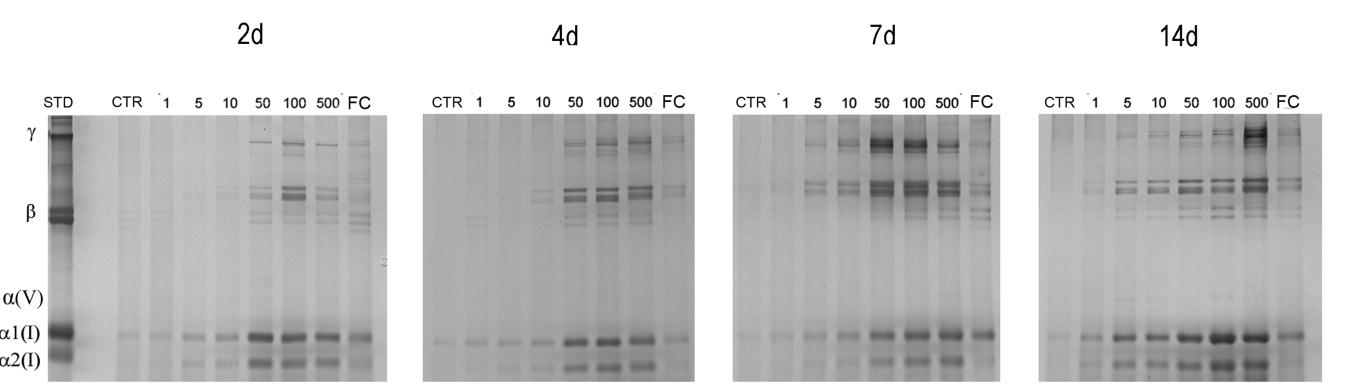 2d 4d 7d 14d
STD CTR 1 5 10 50 100 500 FC CTR 1 5 10 50 100 500 FC CTR 1 5 10 50 100 500 FC CTR 1 5 10 50 100 500 FC
γ
β
α(V)
α1(I)
α2(I)